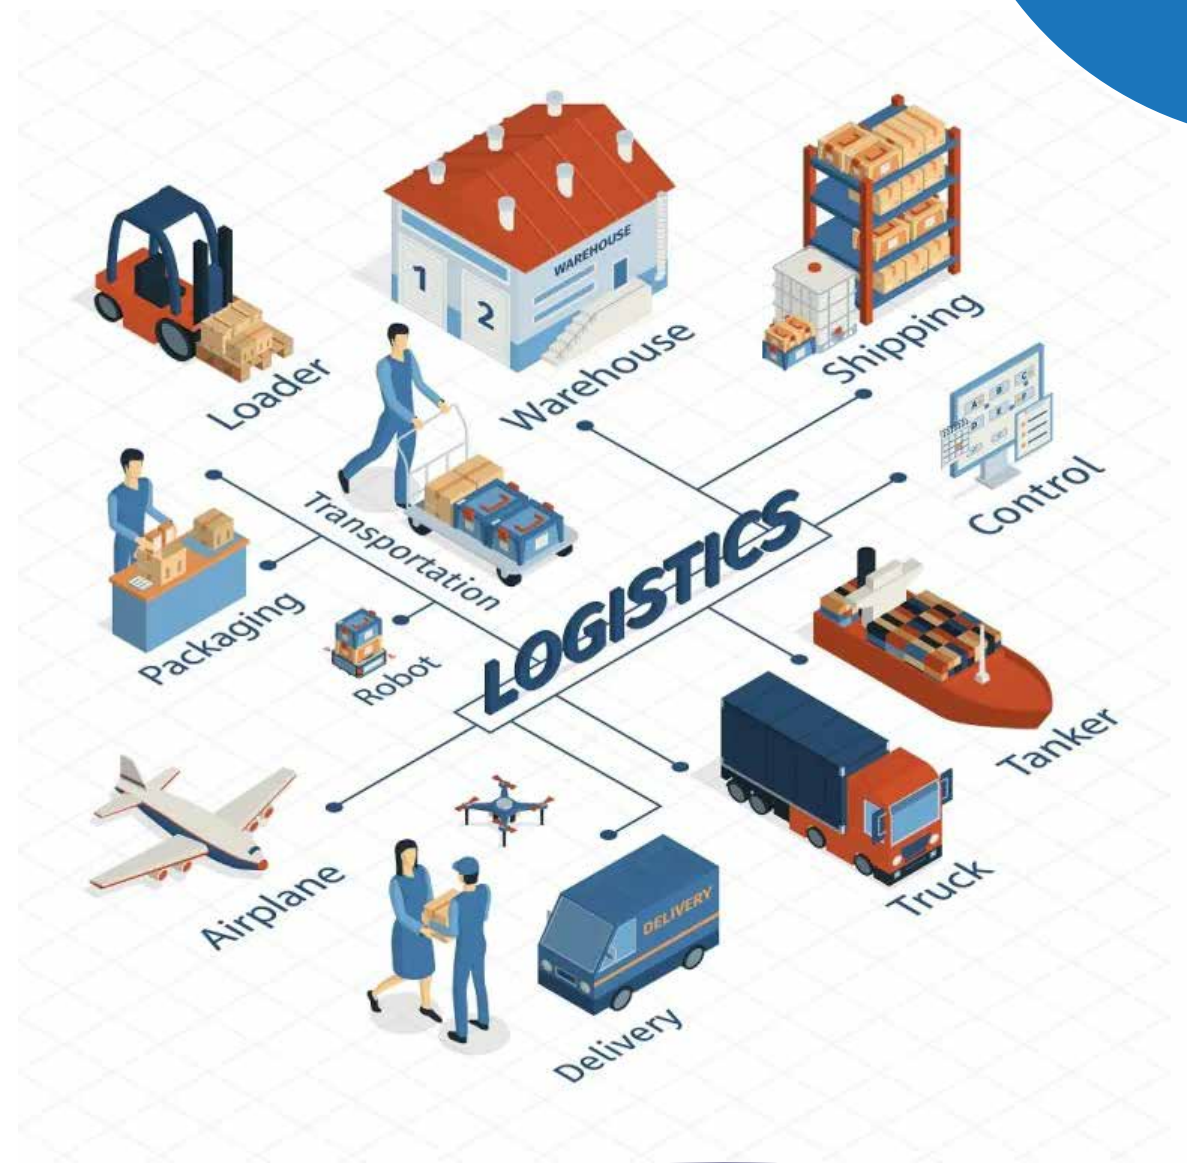 WAREHOUSE
1
2
Loader
Warehouse
Shipping
A
B
C
D
E
F
Control
Transportation
LOGISTICS
Packaging
Robot
Tanker
Airplane
Truck
DELIVERY
Delivery